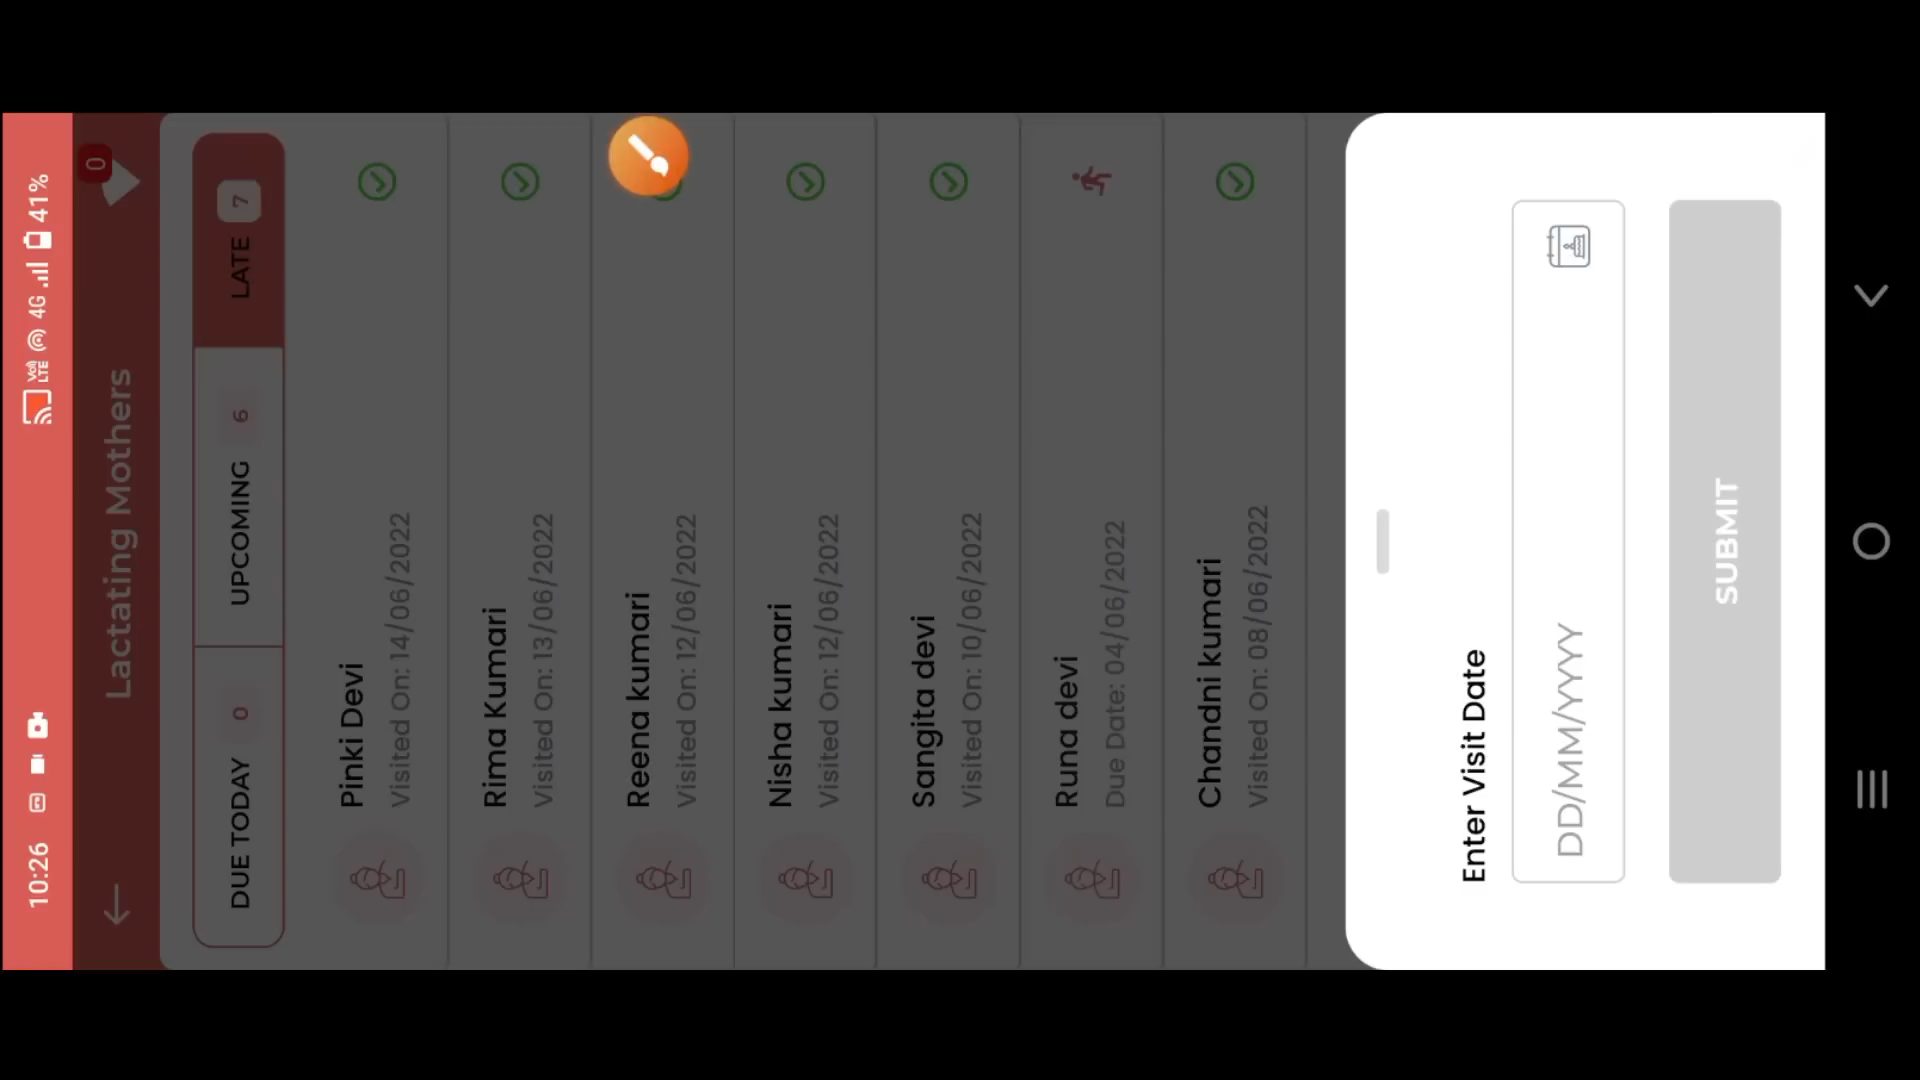 10:26
Vo))
LTE
4G
41%
Lactating Mothers
0
DUE TODAY 0
UPCOMING 6
LATE 7
Pinki Devi
Visited On: 14/06/2022
Rima Kumari
Visited On: 13/06/2022
Reena kumari
Visited On: 12/06/2022
Nisha kumari
Visited On: 12/06/2022
Sangita devi
Visited On: 10/06/2022
Runa devi
Due Date: 04/06/2022
Chandni kumari
Visited On: 08/06/2022
Enter Visit Date
DD/MM/YYYY
SUBMIT